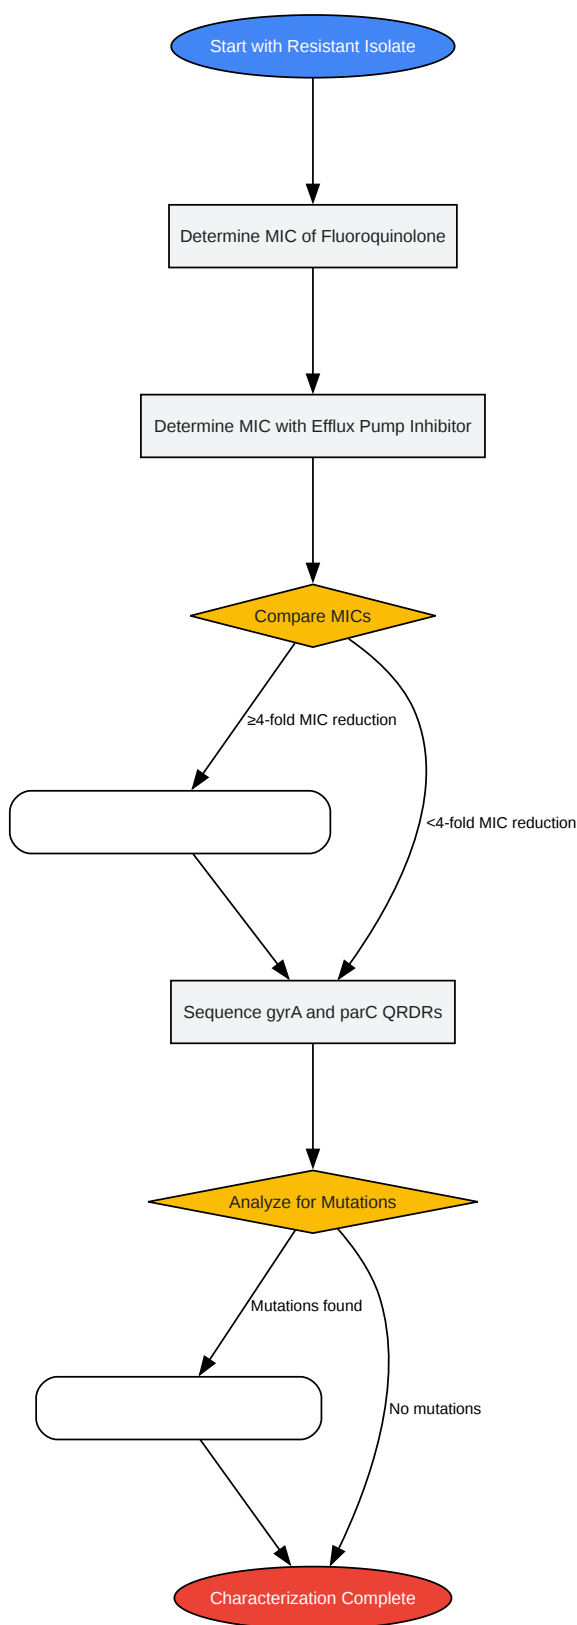 Start with Resistant Isolate
Determine MIC of Fluoroquinolone
Determine MIC with Efflux Pump Inhibitor
Compare MICs
≥4-fold MIC reduction
<4-fold MIC reduction
Sequence gyrA and parC QRDRs
Analyze for Mutations
Mutations found
No mutations
Characterization Complete